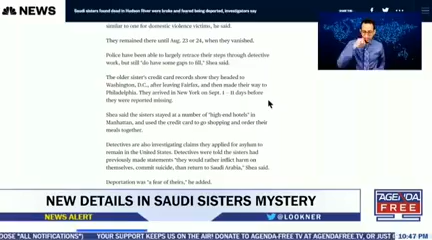 NEWS
Saudi sisters found dead in Hudson River were broke and feared being deported, investigators say
similar to one for domestic violence victims, he said.
They remained there until Aug. 23 or 24, when they vanished.
Police have been able to largely retrace their steps through detective
work, but still "do have some gaps to fill," Shea said.
The older sister's credit card records show they headed to
Washington, D.C., after leaving Fairfax, and then made their way to
Philadelphia. They arrived in New York on Sept. 1 – 11 days before
they were reported missing.
Shea said the sisters stayed at a number of "high end hotels" in
Manhattan, and used the credit card to go shopping and order their
meals together.
Detectives are also investigating claims they applied for asylum to
remain in the United States. Detectives were told the sisters had
previously made statements "they would rather inflict harm on
themselves, commit suicide, than return to Saudi Arabia," Shea said.
Deportation was "a fear of theirs," he added.
NEW DETAILS IN SAUDI SISTERS MYSTERY
NEWS ALERT
@LOOKNER
AGENDA
FREE
OOSE "ALL NOTIFICATIONS")
YOUR SUPPORT KEEPS US ON THE AIR! DONATE TO AGENDA-FREE TV AT AGENDAFREE.TV, OR JUST
10:47 PM